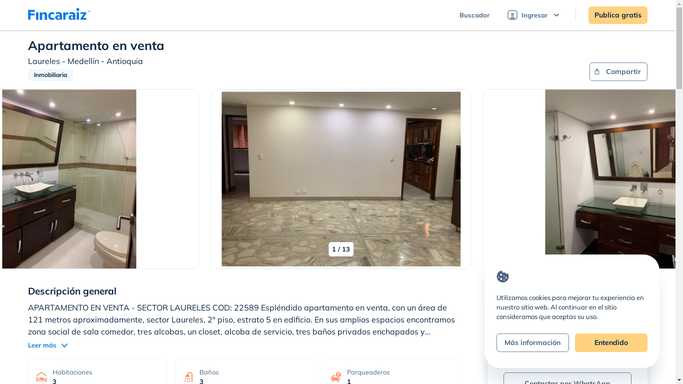 Fincaraiz
Buscador
Ingresar
Publica gratis
Apartamento en venta
Laureles - Medellín - Antioquia
Inmobiliaria
Compartir
1 / 13
Descripción general
APARTAMENTO EN VENTA - SECTOR LAURELES COD: 22589 Espléndido apartamento en venta, con un área de
121 metros aproximadamente, sector Laureles, 2° piso, estrato 5 en edificio. En sus amplios espacios encontramos
zona social de sala comedor, tres alcobas, un closet, alcoba de servicio, tres baños privados enchapados y...
Leer más
Habitaciones
3
Baños
3
Parqueaderos
1
Utilizamos cookies para mejorar tu experiencia en
nuestro sitio web. Al continuar en el sitio
consideramos que aceptas su uso.
Más información
Entendido
Contactar por WhatsApp